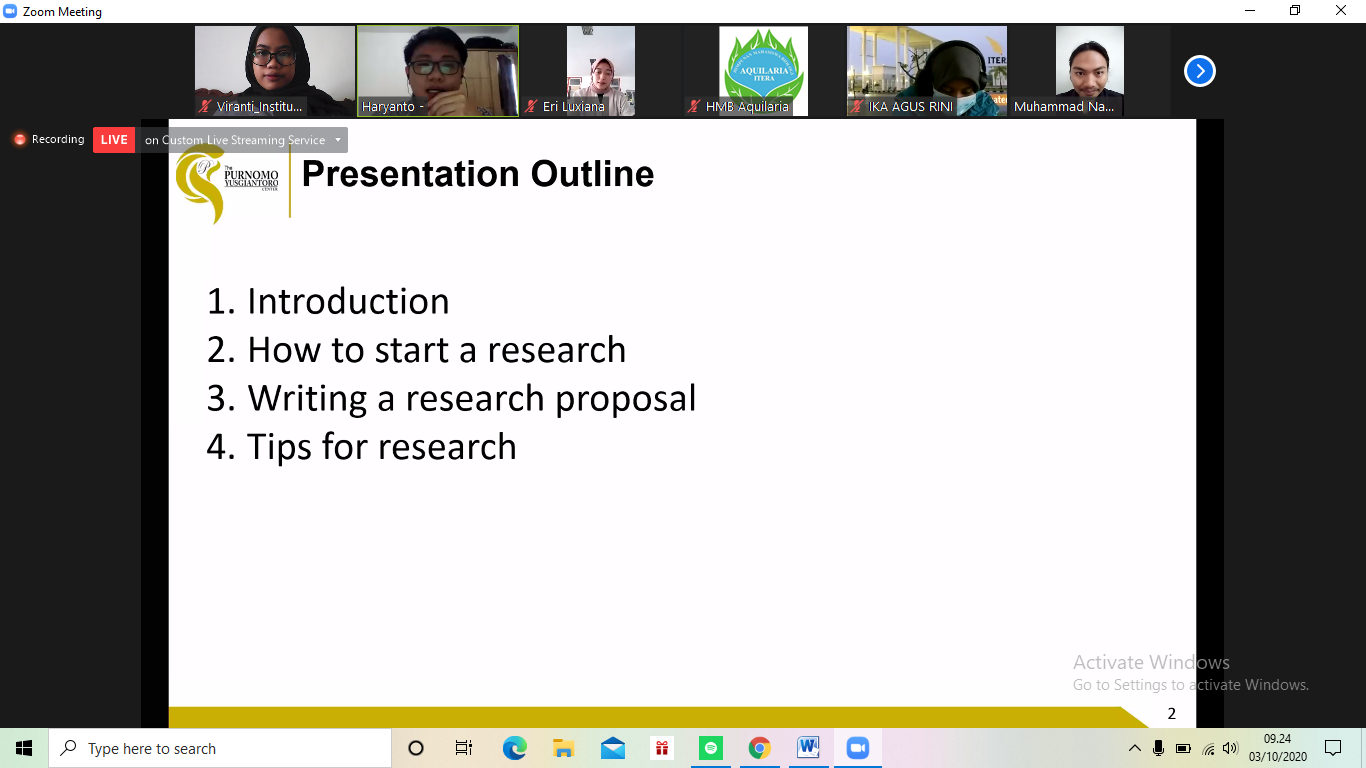 Zoom Meeting
Viranti_Institu...
Haryanto -
Eri Luxiana
AQUILARIA
ITERA
HMB Aquilaria
ITER
IKA AGUS RINI
Muhammad Na...
Recording
LIVE
on Custom Live Streaming Service
The
PURNOMO
YUSGIANTORO
CENTER
Presentation Outline
1. Introduction
2. How to start a research
3. Writing a research proposal
4. Tips for research
Activate Windows
Go to Settings to activate Windows.
2
Type here to search
09.24
03/10/2020